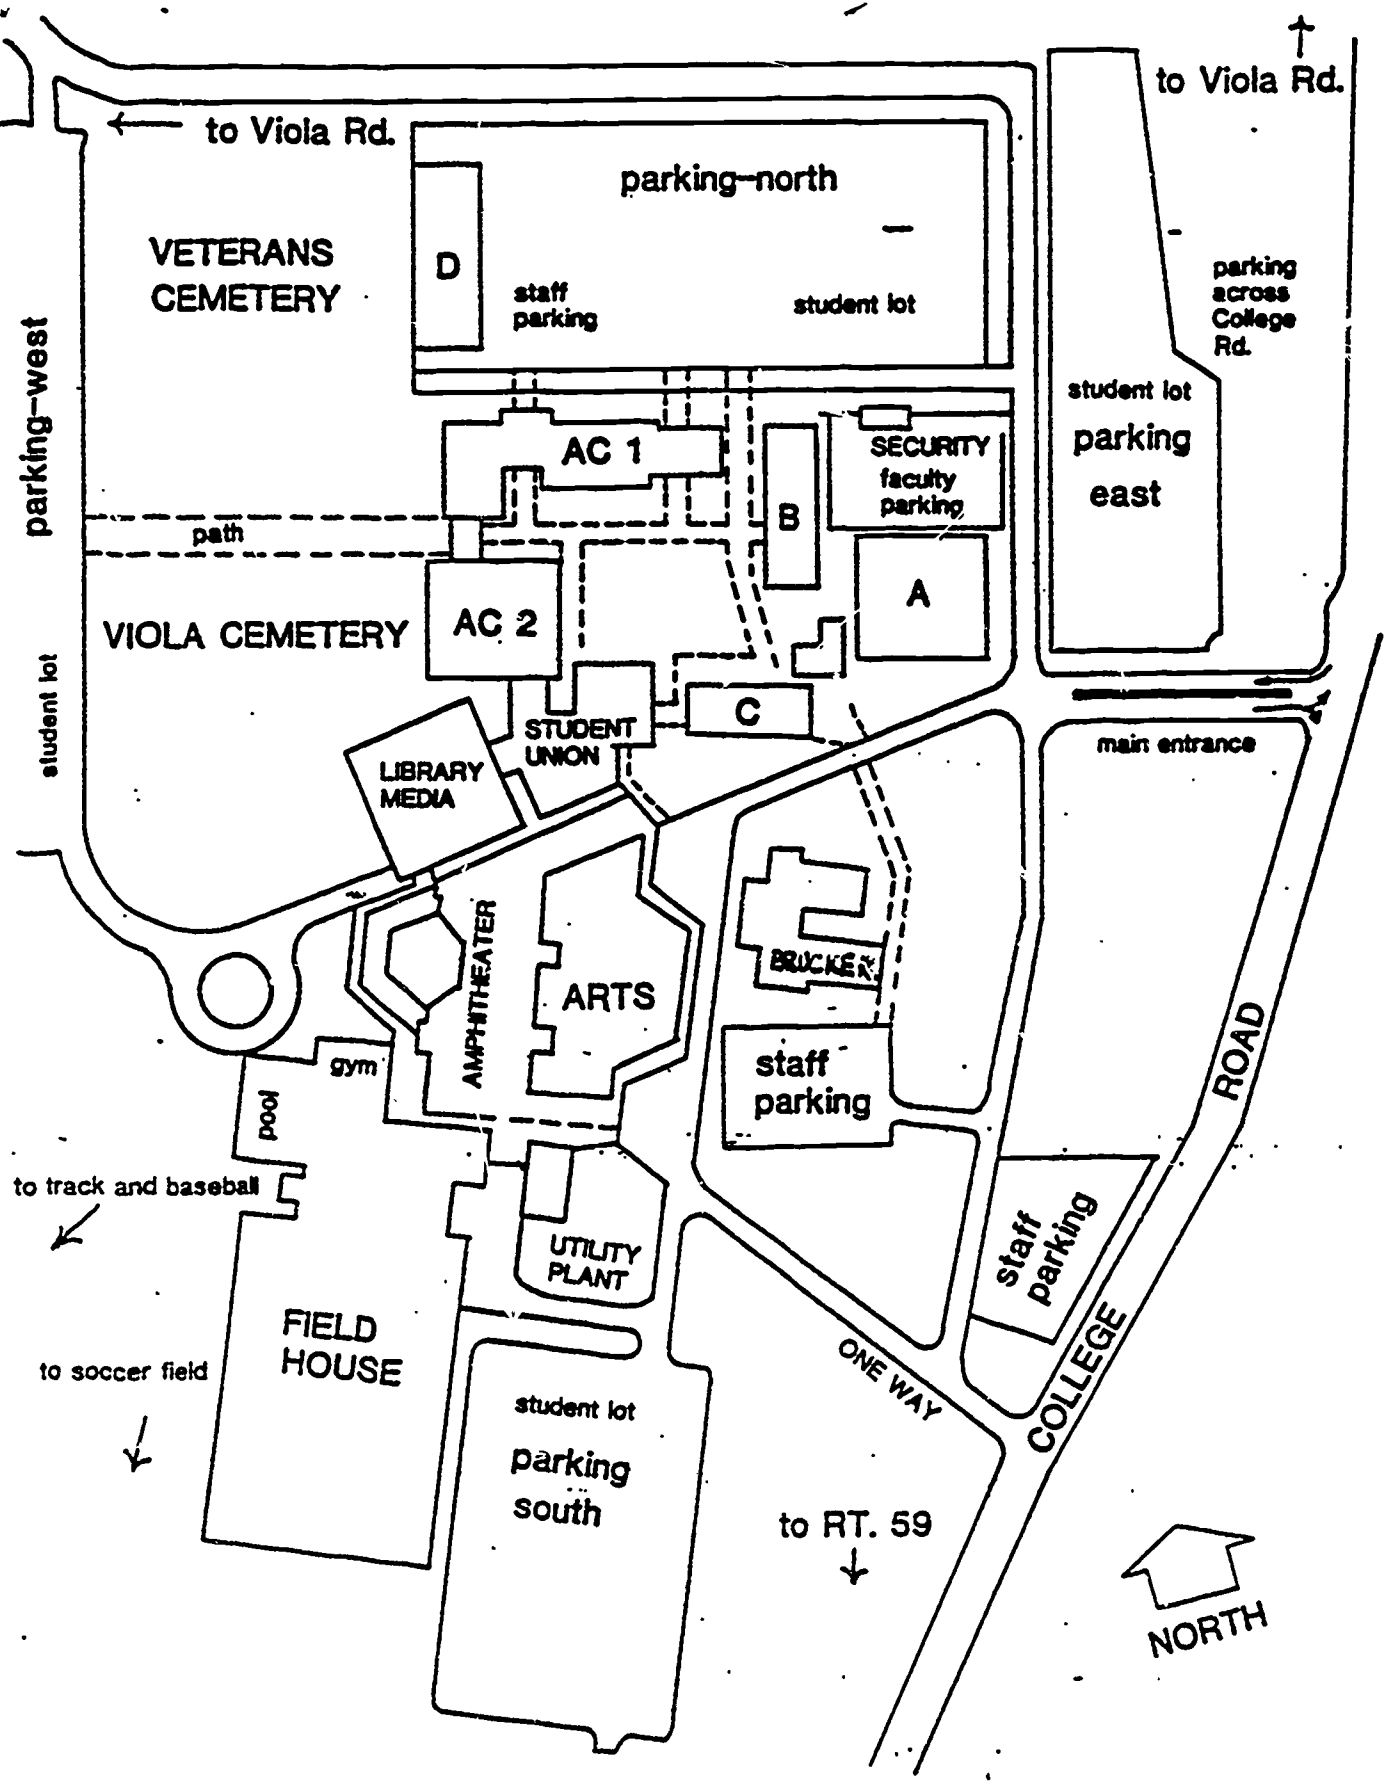 to Viola Rd.
to Viola Rd.
parking-north
VETERANS
CEMETERY
D
staff
parking
student lot
parking
across
College
Rd.
parking-west
student lot
parking
east
AC 1
SECURITY
faculty
parking
B
path
A
AC 2
VIOLA CEMETERY
student lot
C
STUDENT
UNION
main entrance
LIBRARY
MEDIA
AMPHITHEATER
ARTS
BRUCKER
staff
parking
gym
pool
ROAD
to track and baseball
staff
parking
UTILITY
PLANT
FIELD
HOUSE
to soccer field
ONE WAY
COLLEGE
student lot
parking
south
to RT. 59
NORTH